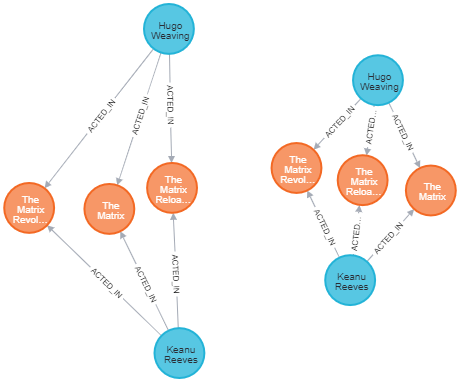 Hugo
Weaving
ACTED_IN
ACTED_IN
ACTED_IN
The
Matrix
Revol...
The
Matrix
The
Matrix
Reloa...
ACTED_IN
ACTED_IN
ACTED_IN
Keanu
Reeves
Hugo
Weaving
ACTED_IN
ACTED...
ACTED_IN
The
Matrix
Revol...
The
Matrix
Reloa...
The
Matrix
ACTED_IN
ACTED...
ACTED_IN
Keanu
Reeves